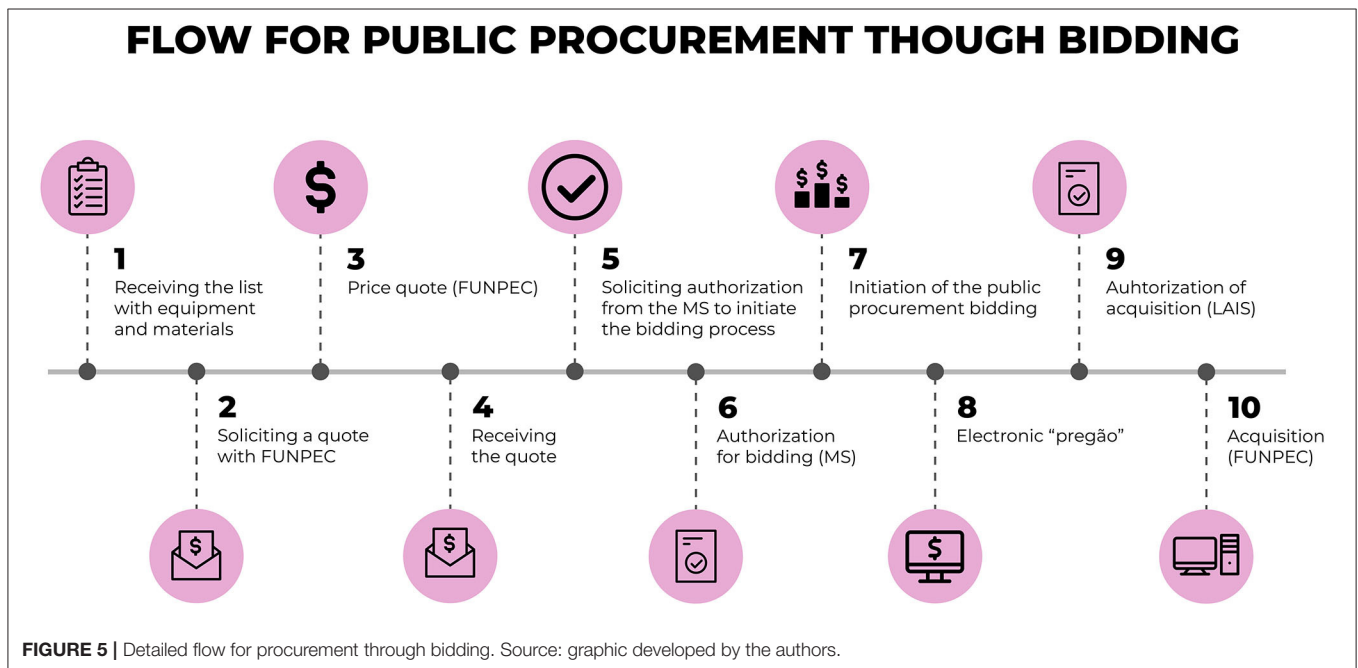 FLOW FOR PUBLIC PROCUREMENT THOUGH BIDDING
1
Receiving the list
with equipment
and materials
2
Soliciting a quote
with FUNPEC
3
Price quote (FUNPEC)
4
Receiving
the quote
5
Soliciting authorization
from the MS to initiate
the bidding process
6
Authorization
for bidding (MS)
7
Initiation of the public
procurement bidding
8
Electronic “pregão”
9
Auhtorization of
acquisition (LAIS)
10
Acquisition
(FUNPEC)
FIGURE 5 | Detailed flow for procurement through bidding. Source: graphic developed by the authors.